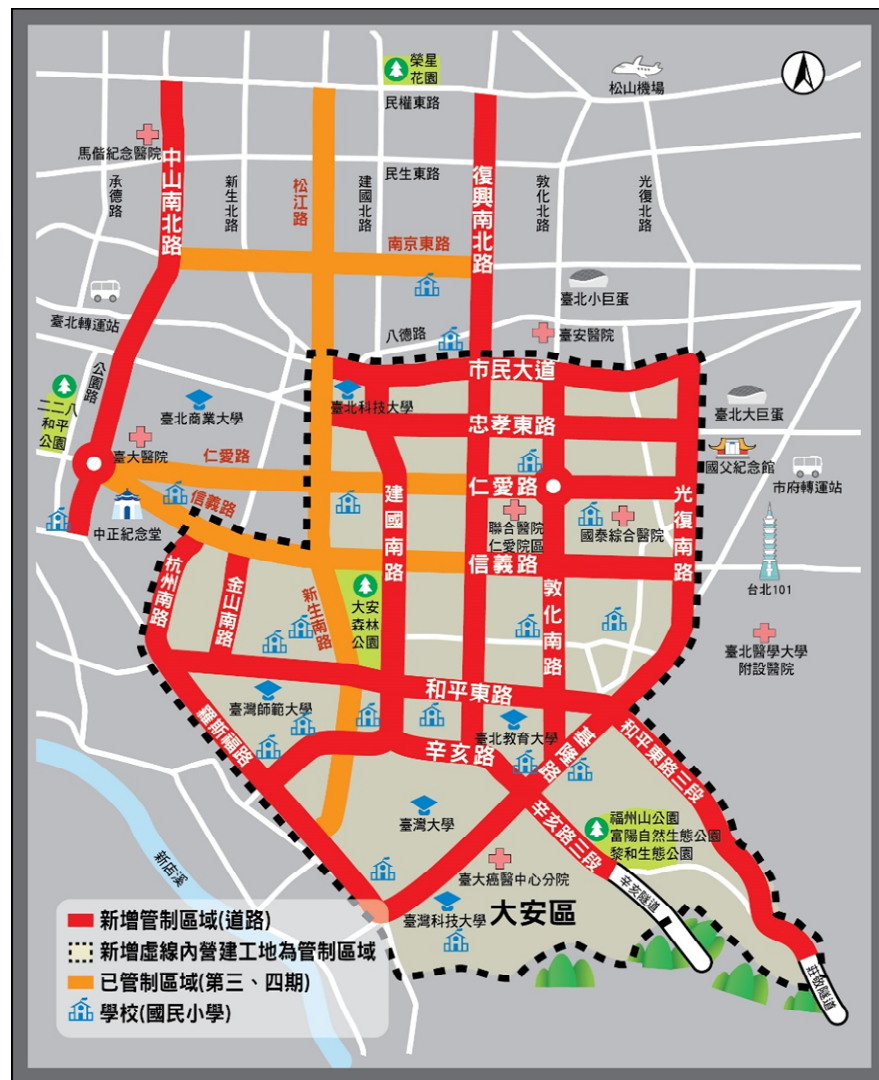 榮星
花園
民權東路
松山機場
馬偕紀念醫院
中山南北路
承德路
新生北路
松江路
建國北路
民生東路
復興南北路
敦化北路
光復北路
南京東路
臺北小巨蛋
臺北轉運站
八德路
臺安醫院
公園路
市民大道
二二八
和平
公園
臺北商業大學
臺北科技大學
忠孝東路
臺北大巨蛋
臺大醫院
仁愛路
仁愛路
國父紀念館
市府轉運站
信義路
建國南路
聯合醫院
仁愛院區
國泰綜合醫院
光復南路
中正紀念堂
信義路
杭州南路
金山南路
新生南路
大安
森林
公園
敦化南路
台北101
臺北醫學大學
附設醫院
和平東路
臺灣師範大學
羅斯福路
臺北教育大學
辛亥路
基隆路
和平東路三段
臺灣大學
辛亥路三段
福州山公園
富陽自然生態公園
黎和生態公園
新店溪
臺大癌醫中心分院
辛亥隧道
臺灣科技大學
大安區
莊敬隧道
新增管制區域(道路)
新增虛線內營建工地為管制區域
已管制區域(第三、四期)
學校(國民小學)